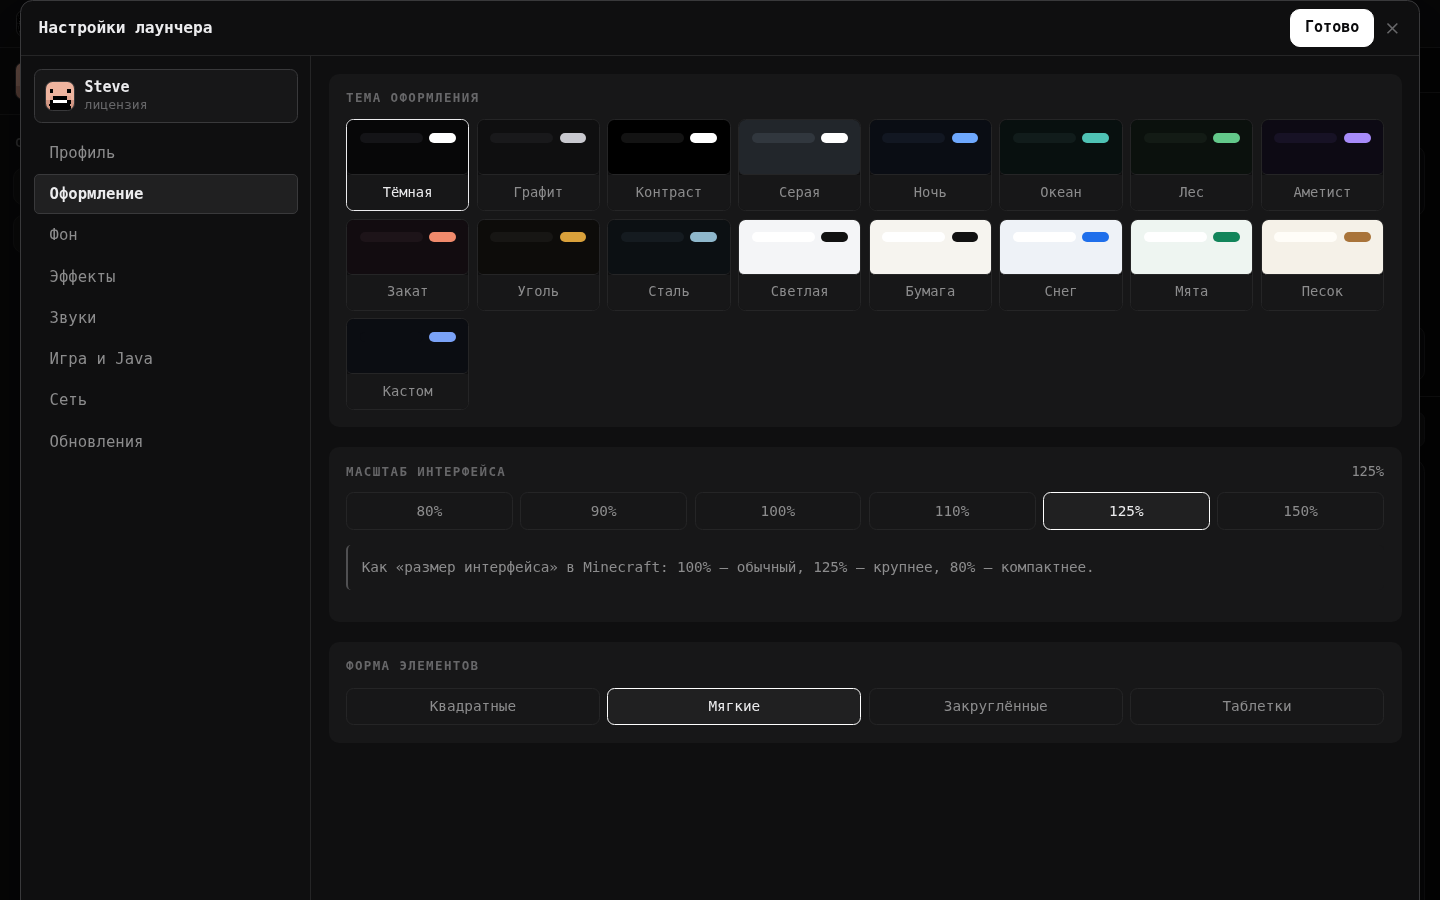 Настройки лаунчера
Готово
Steve
лицензия
Профиль
Оформление
Фон
Эффекты
Звуки
Игра и Java
Сеть
Обновления
ТЕМА ОФОРМЛЕНИЯ
Тёмная Графит Контраст Серая Ночь Океан Лес Аметист
Закат Уголь Сталь Светлая Бумага Снег Мята Песок
Кастом
МАСШТАБ ИНТЕРФЕЙСА 125%
80% 90% 100% 110% 125% 150%
Как «размер интерфейса» в Minecraft: 100% — обычный, 125% — крупнее, 80% — компактнее.
ФОРМА ЭЛЕМЕНТОВ
Квадратные Мягкие Закруглённые Таблетки